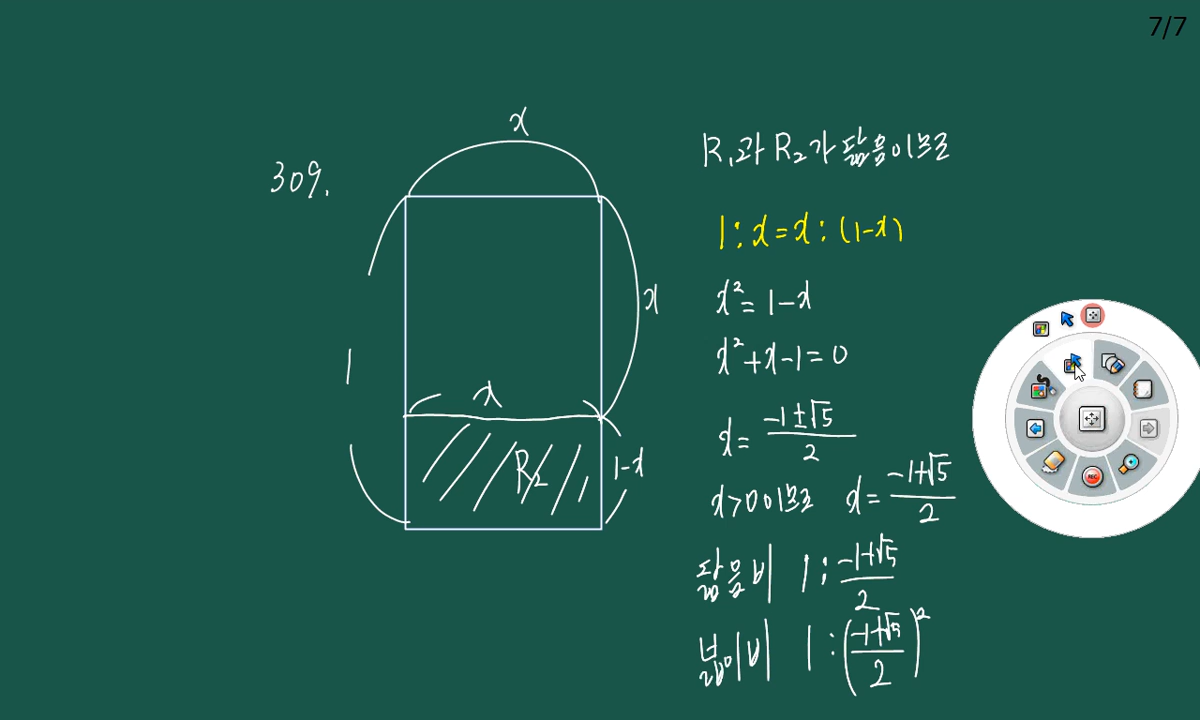 7/7
309.
x
x
1
x
1-x
R₂
R₁과 R₂가 닮음이므로
1:x=x:(1-x)
x²=1-x
x²+x-1=0
x=(-1±√5)/2
x>0이므로 x=(-1+√5)/2
닮음비 1:(-1+√5)/2
넓이비 1:((-1+√5)/2)²
REC